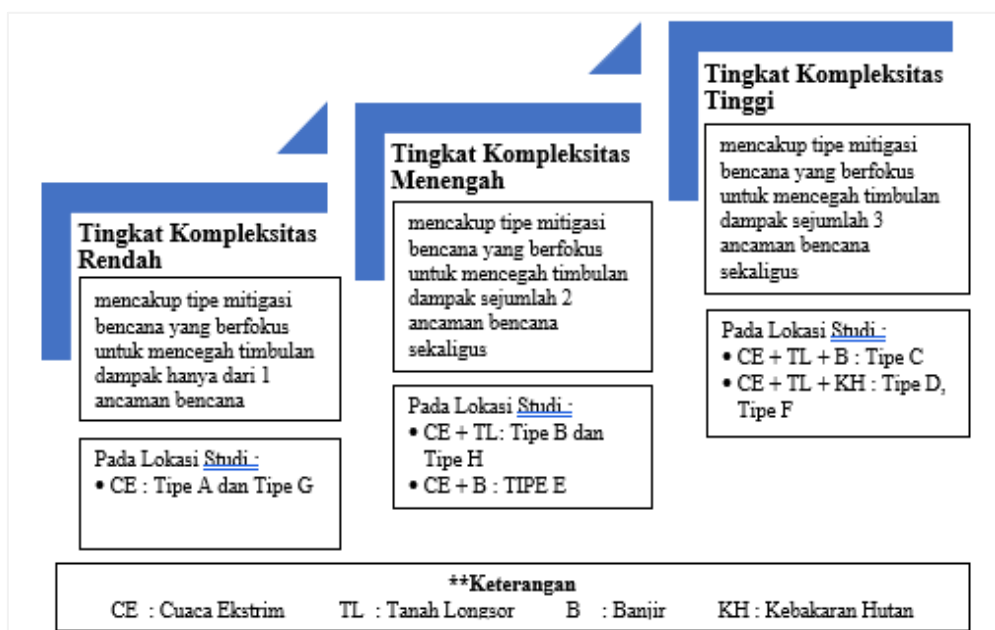 Tingkat Kompleksitas
Rendah
mencakup tipe mitigasi
bencana yang berfokus
untuk mencegah timbulan
dampak hanya dari 1
ancaman bencana
Pada Lokasi Studi :
• CE : Tipe A dan Tipe G
Tingkat Kompleksitas
Menengah
mencakup tipe mitigasi
bencana yang berfokus
untuk mencegah timbulan
dampak sejumlah 2
ancaman bencana
sekaligus
Pada Lokasi Studi :
• CE + TL: Tipe B dan
Tipe H
• CE + B : TIPE E
Tingkat Kompleksitas
Tinggi
mencakup tipe mitigasi
bencana yang berfokus
untuk mencegah timbulan
dampak sejumlah 3
ancaman bencana
sekaligus
Pada Lokasi Studi :
• CE + TL + B : Tipe C
• CE + TL + KH : Tipe D,
Tipe F
**Keterangan
CE : Cuaca Ekstrim TL : Tanah Longsor B : Banjir KH : Kebakaran Hutan